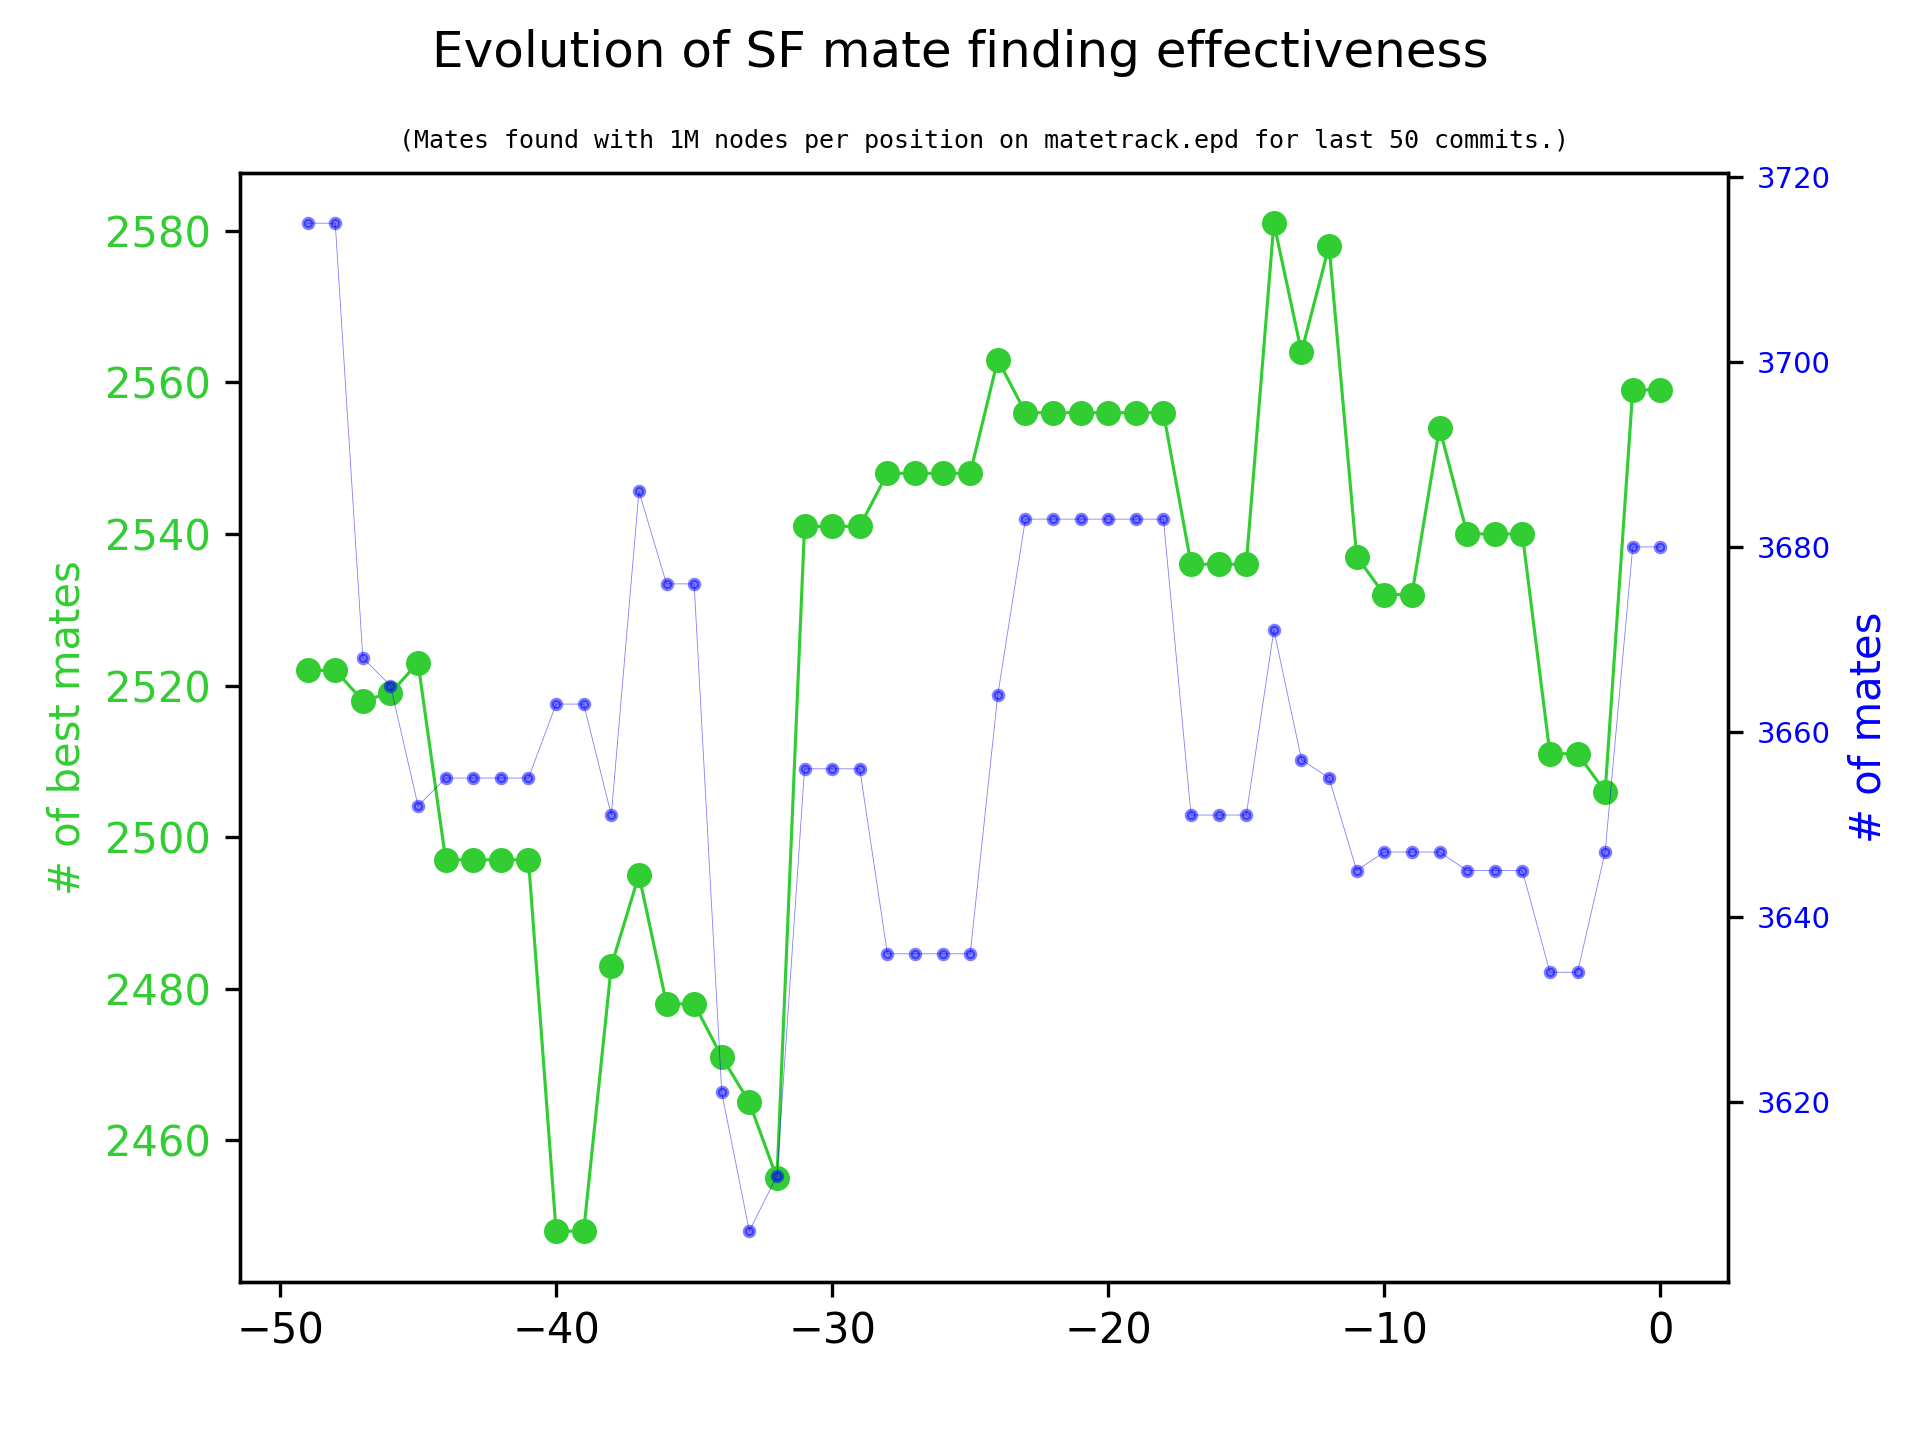 Evolution of SF mate finding effectiveness
(Mates found with 1M nodes per position on matetrack.epd for last 50 commits.)
# of best mates
2580
2560
2540
2520
2500
2480
2460
3720
3700
3680
3660
3640
3620
# of mates
−50 −40 −30 −20 −10 0